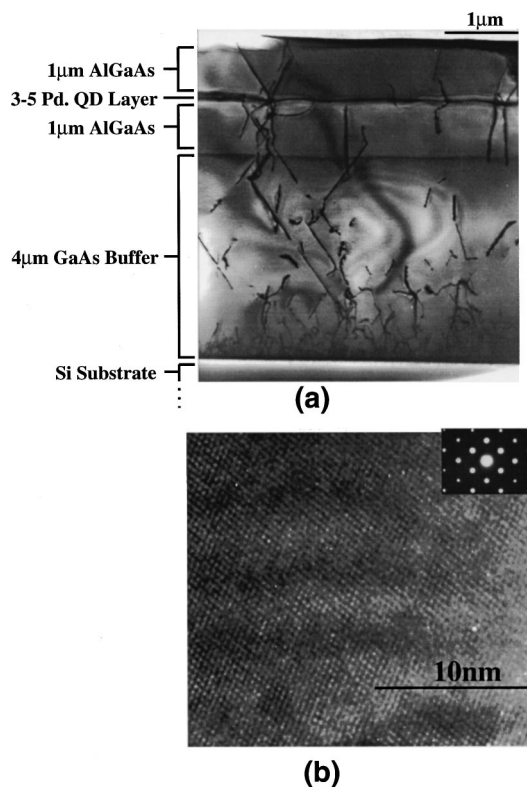 1μm
1μm AlGaAs
3-5 Pd. QD Layer
1μm AlGaAs
4μm GaAs Buffer
Si Substrate
(a)
10nm
(b)